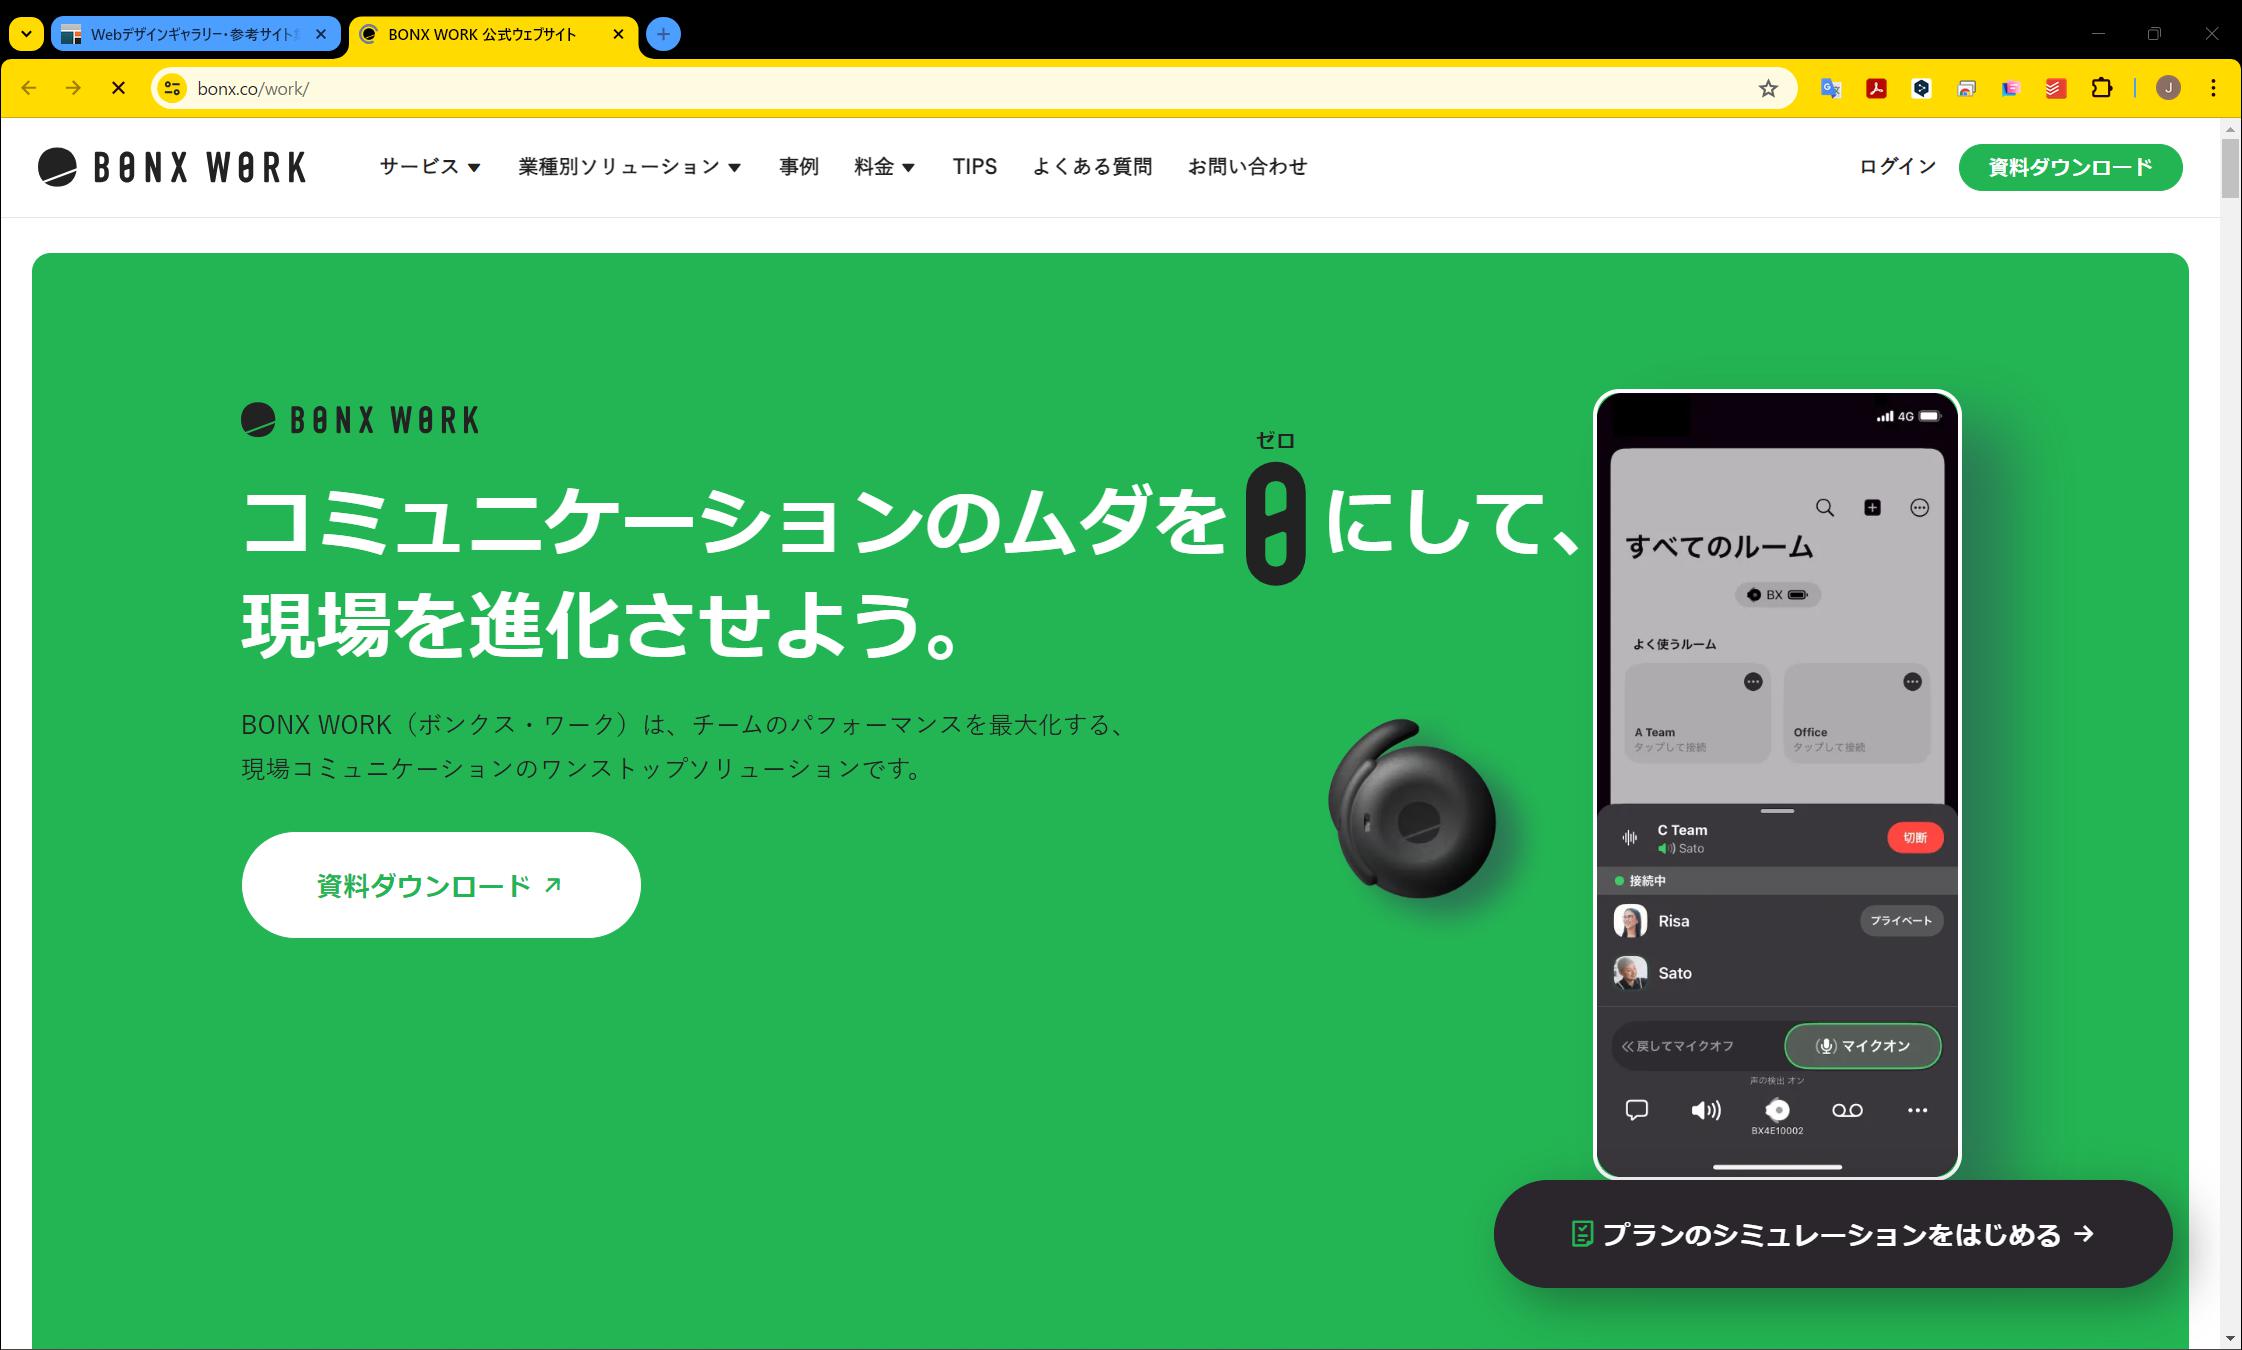 Webデザインギャラリー・参考サイト
BONX WORK 公式ウェブサイト
bonx.co/work/
J
BONX WORK
サービス
業種別ソリューション
事例
料金
TIPS
よくある質問
お問い合わせ
ログイン
資料ダウンロード
BONX WORK
ゼロ
コミュニケーションのムダを0にして、
現場を進化させよう。
BONX WORK（ボンクス・ワーク）は、チームのパフォーマンスを最大化する、
現場コミュニケーションのワンストップソリューションです。
資料ダウンロード
4G
すべてのルーム
BX
よく使うルーム
A Team
タップして接続
Office
タップして接続
C Team
Sato
切断
接続中
Risa
プライベート
Sato
戻してマイクオフ
マイクオン
声の検出 オン
BX4E10002
プランのシミュレーションをはじめる